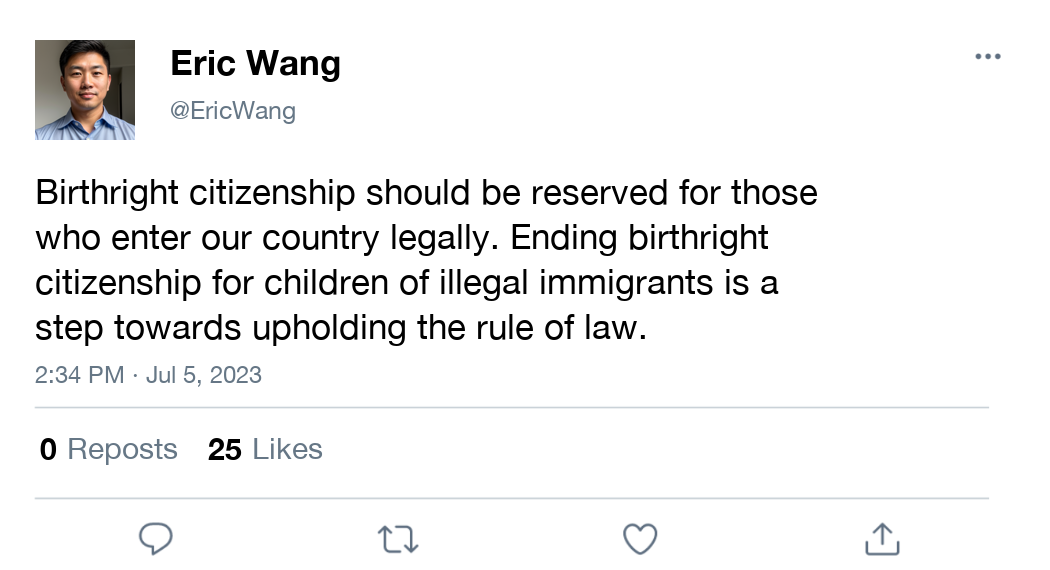 Eric Wang
@EricWang
Birthright citizenship should be reserved for those
who enter our country legally. Ending birthright
citizenship for children of illegal immigrants is a
step towards upholding the rule of law.
2:34 PM · Jul 5, 2023
0 Reposts 25 Likes